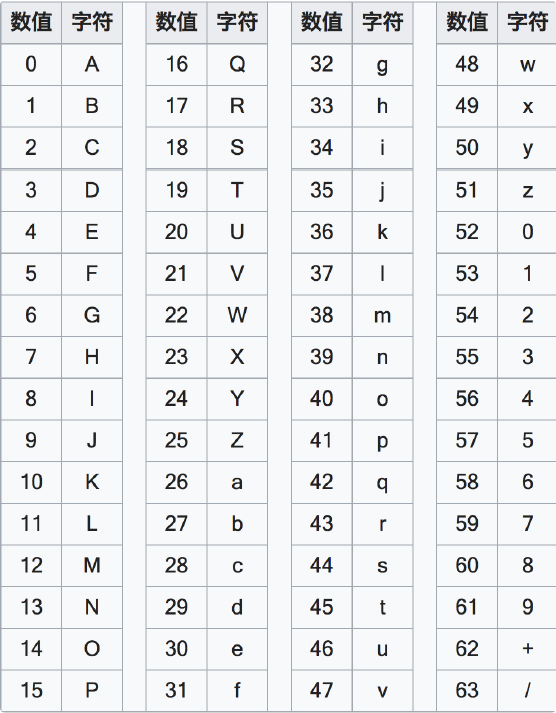 数值 字符 数值 字符 数值 字符 数值 字符
0 A 16 Q 32 g 48 w
1 B 17 R 33 h 49 x
2 C 18 S 34 i 50 y
3 D 19 T 35 j 51 z
4 E 20 U 36 k 52 0
5 F 21 V 37 l 53 1
6 G 22 W 38 m 54 2
7 H 23 X 39 n 55 3
8 I 24 Y 40 o 56 4
9 J 25 Z 41 p 57 5
10 K 26 a 42 q 58 6
11 L 27 b 43 r 59 7
12 M 28 c 44 s 60 8
13 N 29 d 45 t 61 9
14 O 30 e 46 u 62 +
15 P 31 f 47 v 63 /